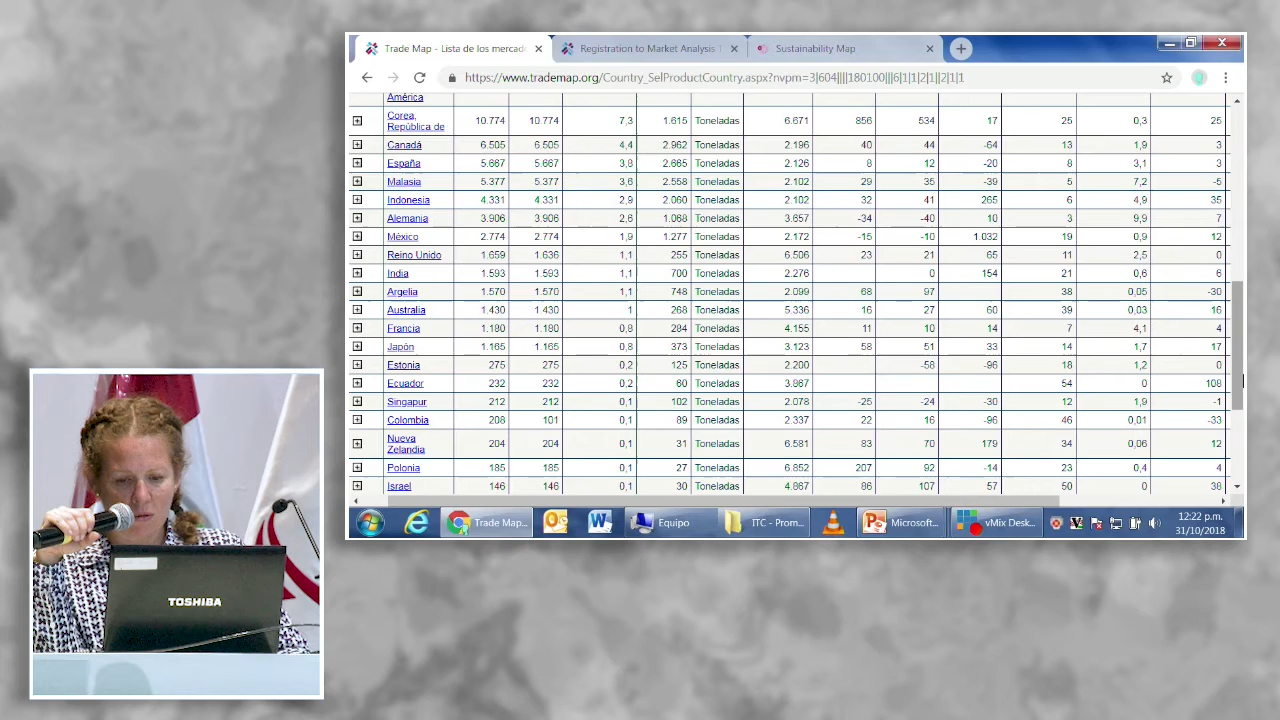 Trade Map - Lista de los mercad
Registration to Market Analysis T
Sustainability Map
https://www.trademap.org/Country_SelProductCountry.aspx?nvpm=3|604||||180100|||6|1|1|2|1||2|1|1
América
Corea, República de 10.774 10.774 7,3 1.615 Toneladas 6.671 856 534 17 25 0,3 25
Canadá 6.505 6.505 4,4 2.962 Toneladas 2.196 40 44 -64 13 1,9 3
España 5.667 5.667 3,8 2.665 Toneladas 2.126 8 12 -20 8 3,1 3
Malasia 5.377 5.377 3,6 2.558 Toneladas 2.102 29 35 -39 5 7,2 -5
Indonesia 4.331 4.331 2,9 2.060 Toneladas 2.102 32 41 265 6 4,9 35
Alemania 3.906 3.906 2,6 1.068 Toneladas 3.657 -34 -40 10 3 9,9 7
México 2.774 2.774 1,9 1.277 Toneladas 2.172 -15 -10 1.032 19 0,9 12
Reino Unido 1.659 1.636 1,1 255 Toneladas 6.506 23 21 65 11 2,5 0
India 1.593 1.593 1,1 700 Toneladas 2.276 0 154 21 0,6 6
Argelia 1.570 1.570 1,1 748 Toneladas 2.099 68 97 38 0,05 -30
Australia 1.430 1.430 1 268 Toneladas 5.336 16 27 60 39 0,03 16
Francia 1.180 1.180 0,8 284 Toneladas 4.155 11 10 14 7 4,1 4
Japón 1.165 1.165 0,8 373 Toneladas 3.123 58 51 33 14 1,7 17
Estonia 275 275 0,2 125 Toneladas 2.200 -56 -96 18 1,2 0
Ecuador 232 232 0,2 60 Toneladas 3.867 54 0 108
Singapur 212 212 0,1 102 Toneladas 2.078 -25 -24 -30 12 1,9 -1
Colombia 208 101 0,1 89 Toneladas 2.337 22 16 -96 46 0,01 -33
Nueva Zelandia 204 204 0,1 31 Toneladas 6.581 83 70 179 34 0,06 12
Polonia 185 185 0,1 27 Toneladas 6.852 207 92 -14 23 0,4 4
Israel 146 146 0,1 30 Toneladas 4.867 86 107 57 50 0 38
Trade Map...
Equipo
ITC - Prom...
Microsoft...
vMix Desk...
12:22 p.m.
31/10/2018
TOSHIBA